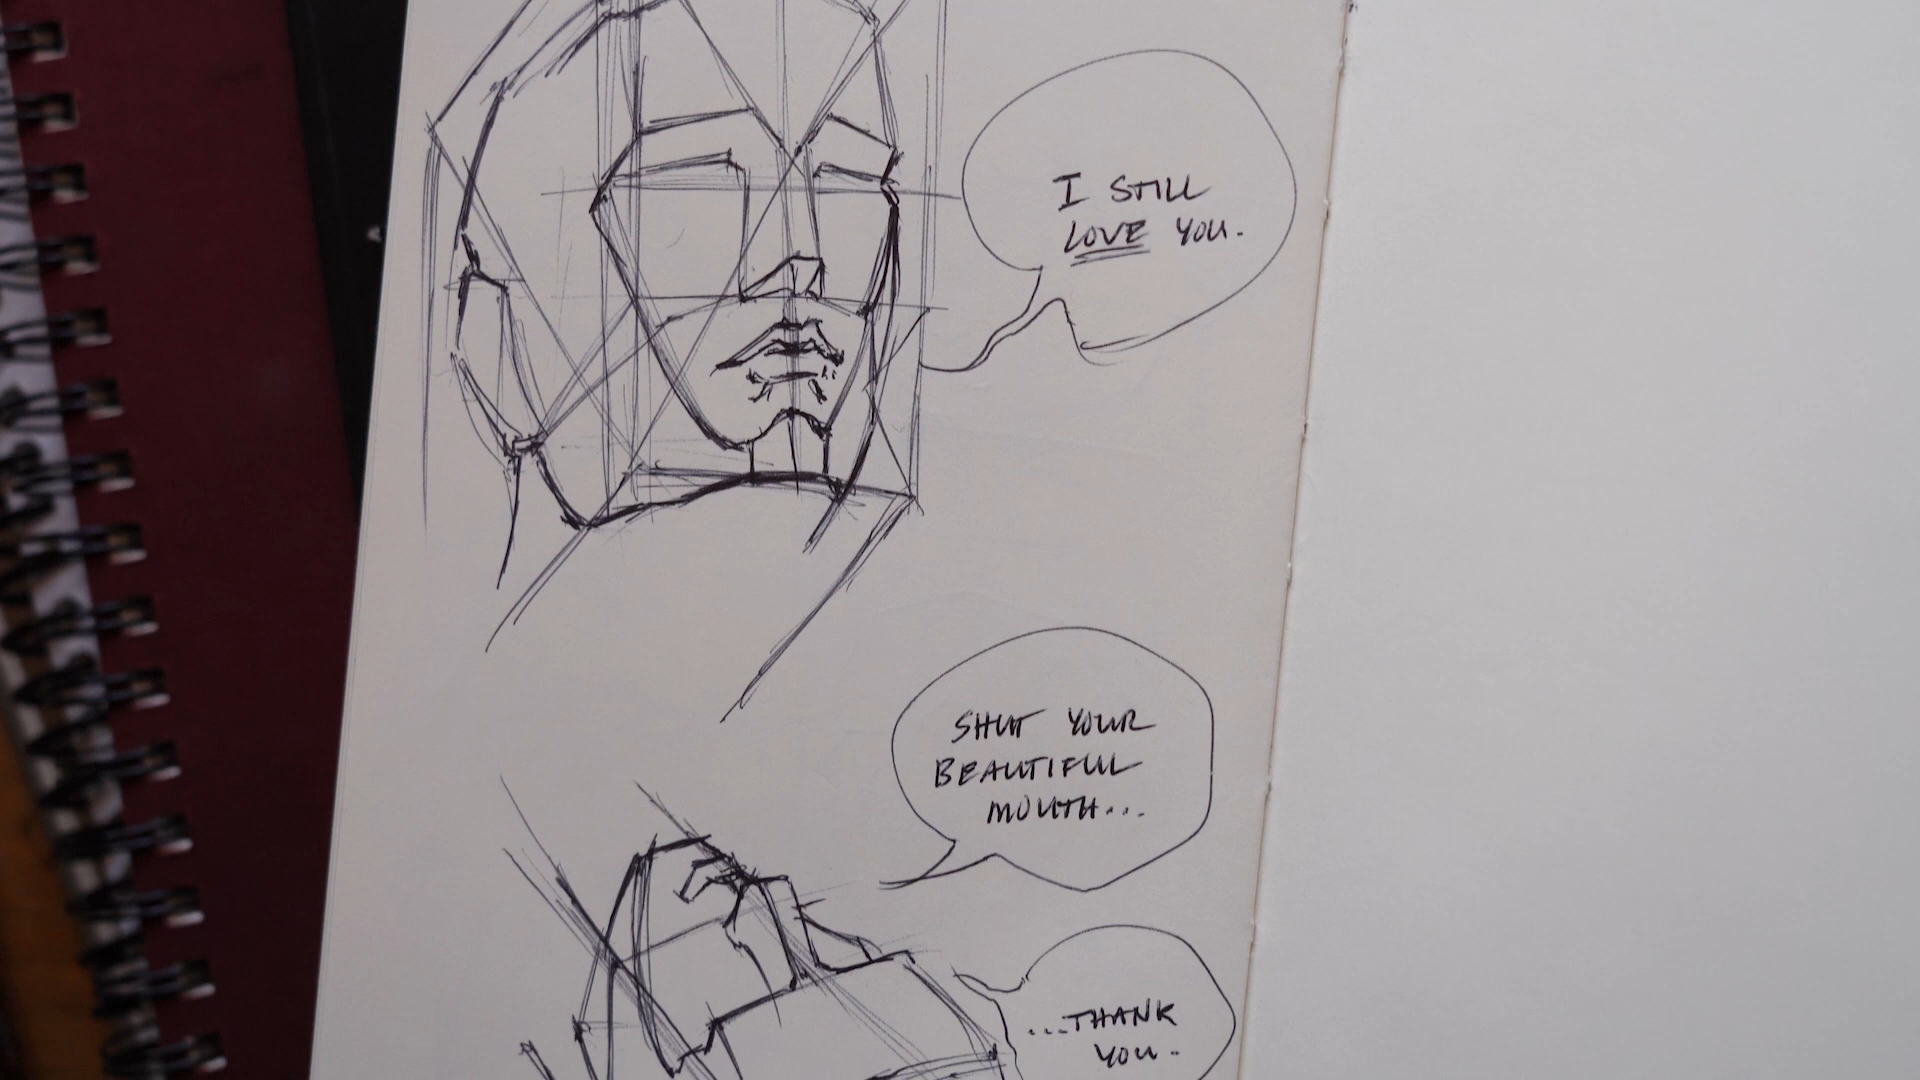 I STILL
LOVE YOU.
SHUT YOUR
BEAUTIFUL
MOUTH...
...THANK
YOU.